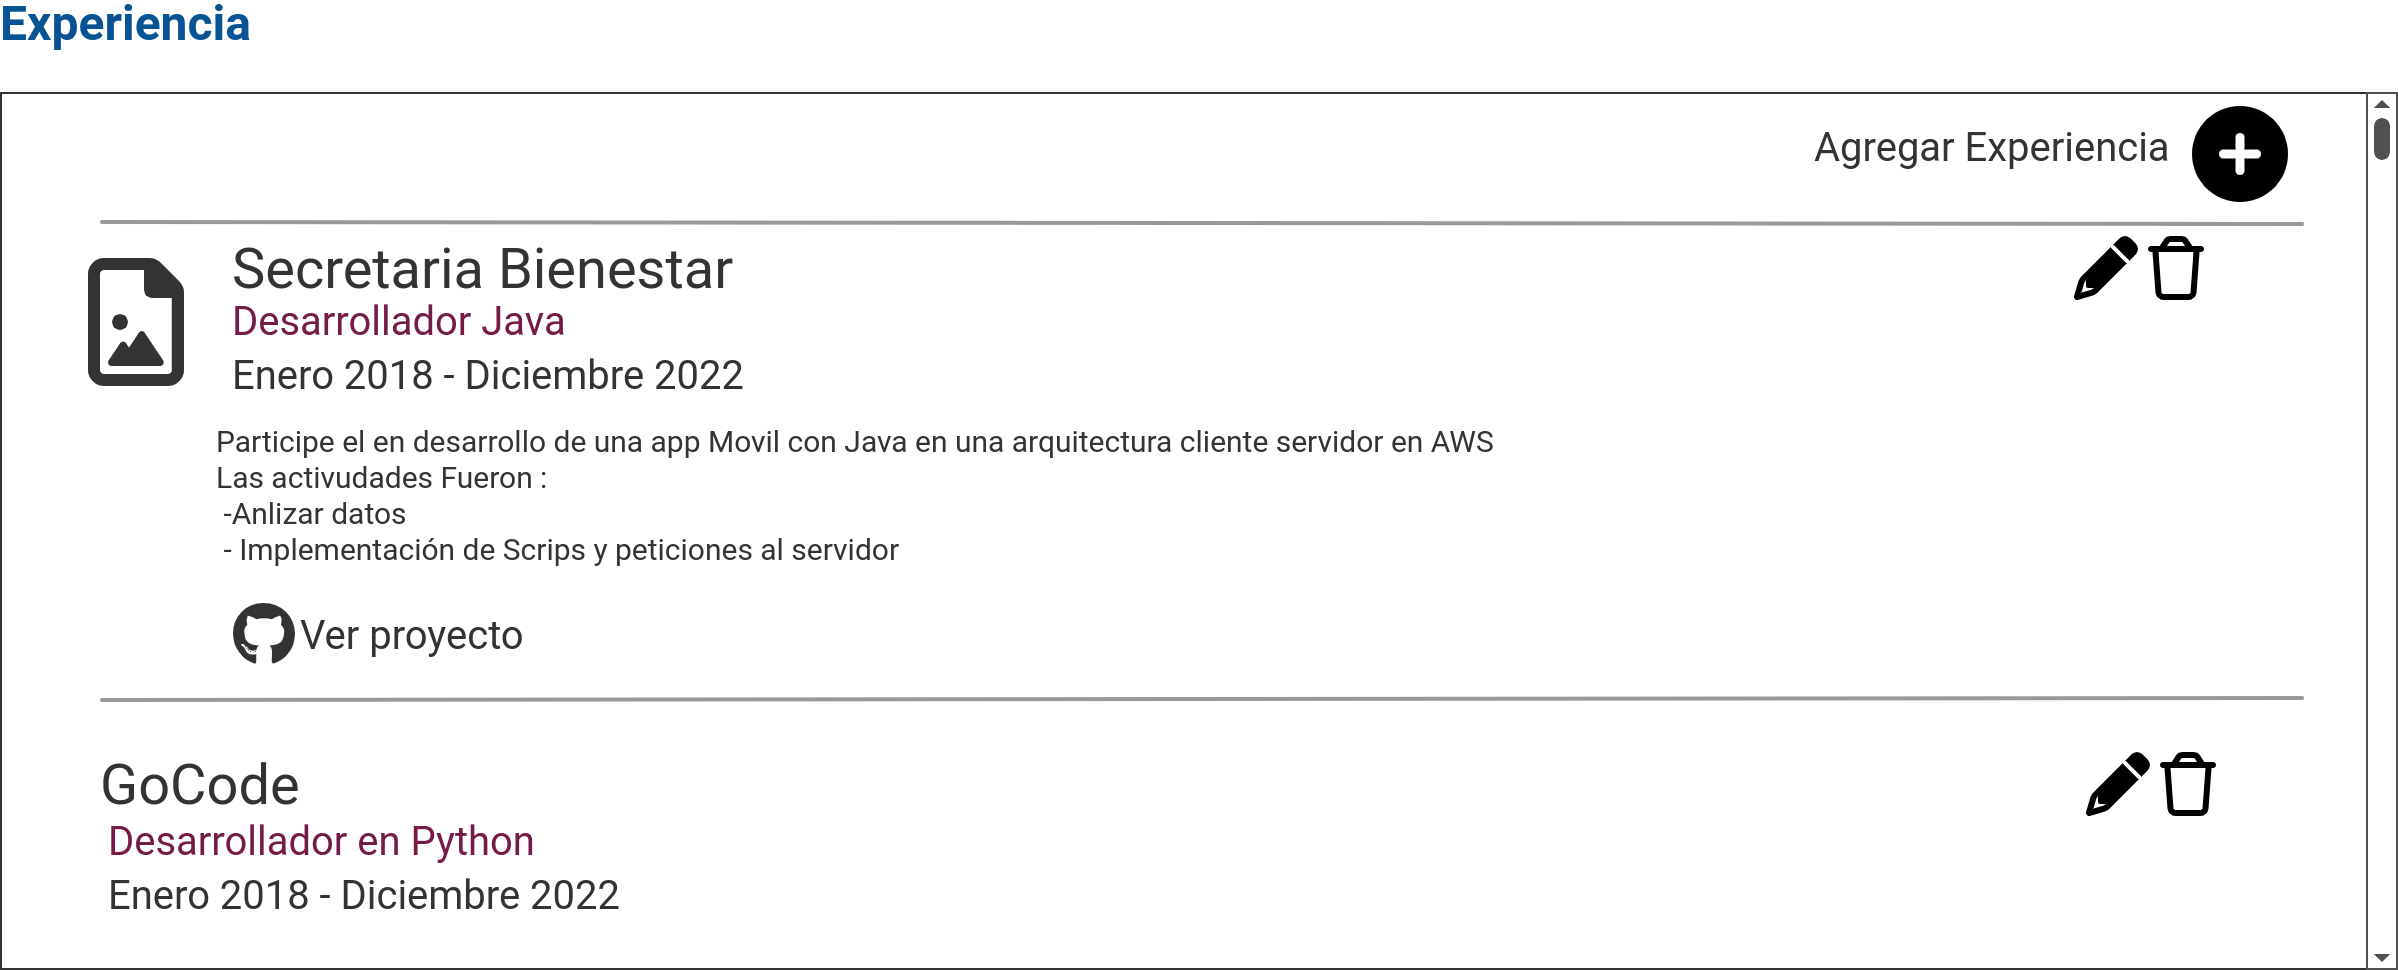 Experiencia
Agregar Experiencia
Secretaria Bienestar
Desarrollador Java
Enero 2018 - Diciembre 2022
Participe el en desarrollo de una app Movil con Java en una arquitectura cliente servidor en AWS
Las activudades Fueron :
-Anlizar datos
- Implementación de Scrips y peticiones al servidor
Ver proyecto
GoCode
Desarrollador en Python
Enero 2018 - Diciembre 2022